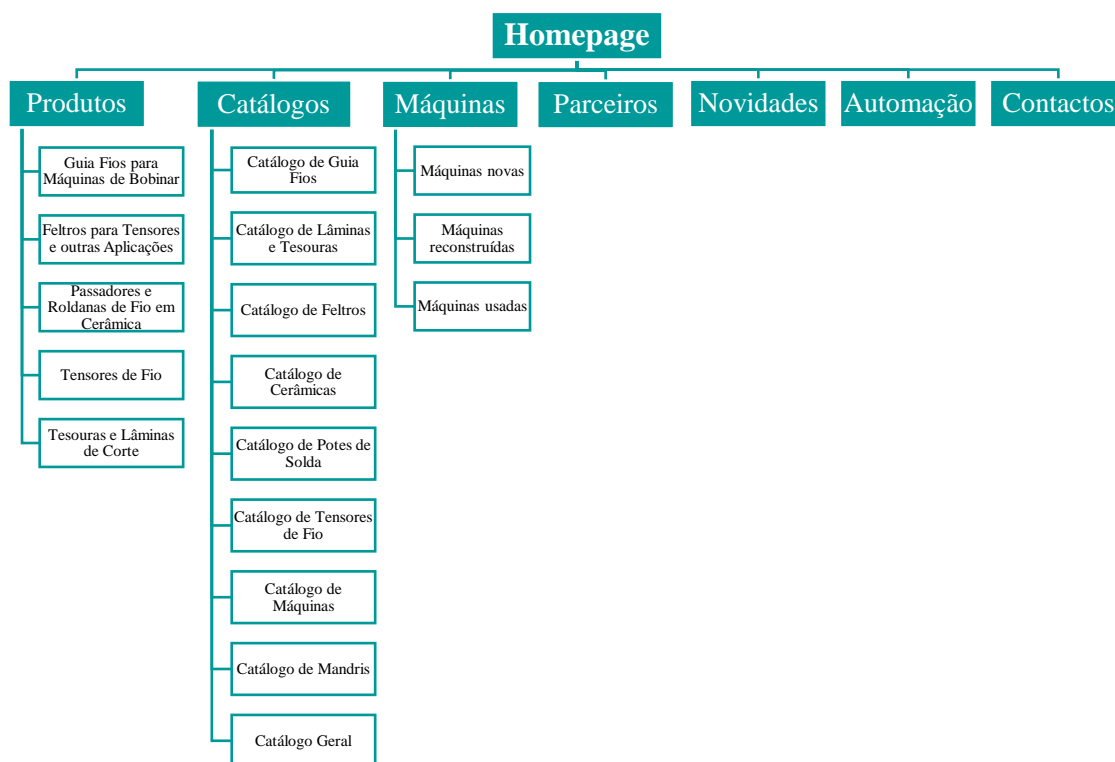 Homepage
Produtos
Catálogos
Máquinas
Parceiros
Novidades
Automação
Contactos
Guia Fios para
Máquinas de Bobinar
Feltros para Tensores
e outras Aplicações
Passadores e
Roldanas de Fio em
Cerâmica
Tensores de Fio
Tesouras e Lâminas
de Corte
Catálogo de Guia
Fios
Catálogo de Lâminas
e Tesouras
Catálogo de Feltros
Catálogo de
Cerâmicas
Catálogo de Potes de
Solda
Catálogo de Tensores
de Fio
Catálogo de
Máquinas
Catálogo de Mandris
Catálogo Geral
Máquinas novas
Máquinas
reconstruídas
Máquinas usadas